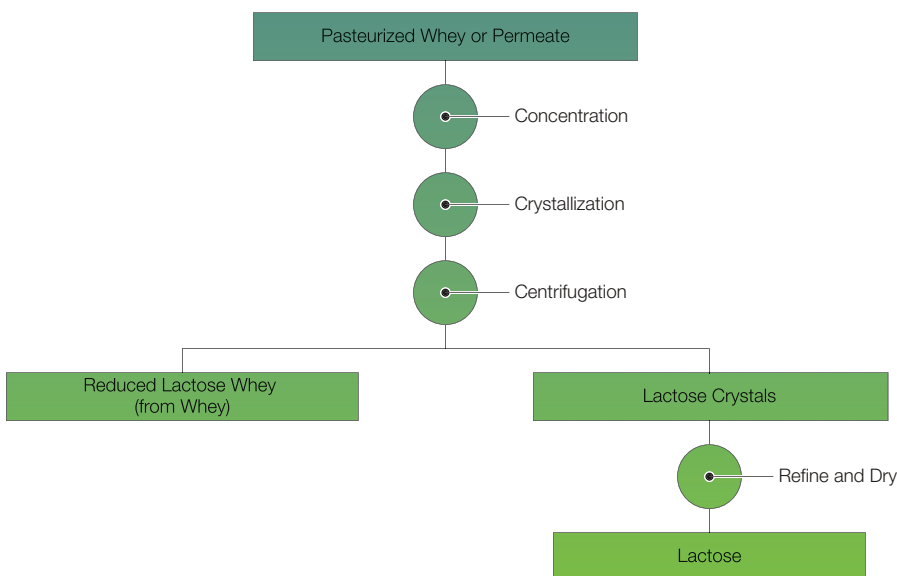 Pasteurized Whey or Permeate
Concentration
Crystallization
Centrifugation
Reduced Lactose Whey
(from Whey)
Lactose Crystals
Refine and Dry
Lactose